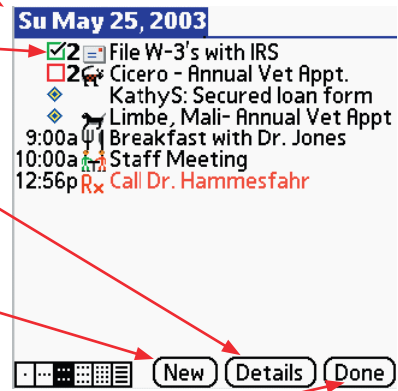 Su May 25, 2003
2 File W-3's with IRS
2 Cicero - Annual Vet Appt.
KathyS: Secured loan form
Limbe, Mali- Annual Vet Appt
9:00a Breakfast with Dr. Jones
10:00a Staff Meeting
12:56p Rx Call Dr. Hammesfahr
New Details Done